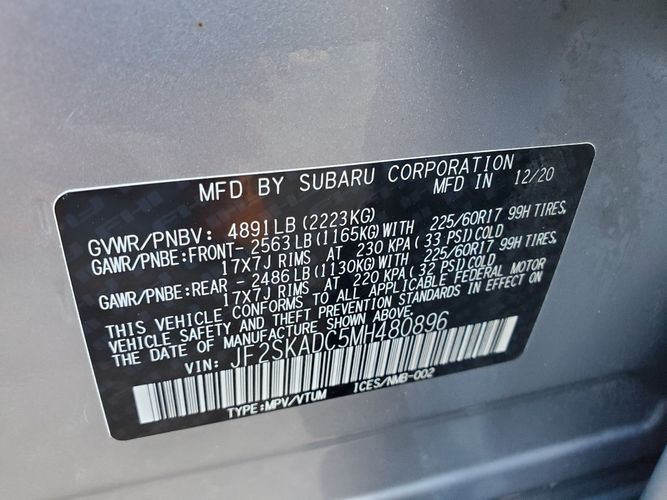 MFD BY SUBARU CORPORATION
MFD IN 12/20
GVWR/PNBV: 4891LB(2223KG)
GAWR/PNBE:FRONT- 2563LB(1165KG)WITH 225/60R17 99H TIRES,
17X7J RIMS AT 230 KPA(33 PSI)COLD
GAWR/PNBE:REAR - 2486LB(1130KG)WITH 225/60R17 99H TIRES,
17X7J RIMS AT 220 KPA(32 PSI)COLD
THIS VEHICLE CONFORMS TO ALL APPLICABLE FEDERAL MOTOR
VEHICLE SAFETY AND THEFT PREVENTION STANDARDS IN EFFECT ON
THE DATE OF MANUFACTURE SHOWN ABOVE.
VIN: JF2SKADC5MH480896
TYPE:MPV/VTUM ICES/NMB-002